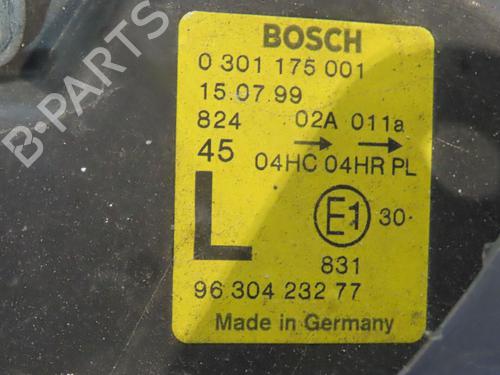 BOSCH
0 301 175 001
15.07.99
824 02A 011a
45 04HC 04HR PL
L E1 30
831
96 304 232 77
Made in Germany
B-PARTS